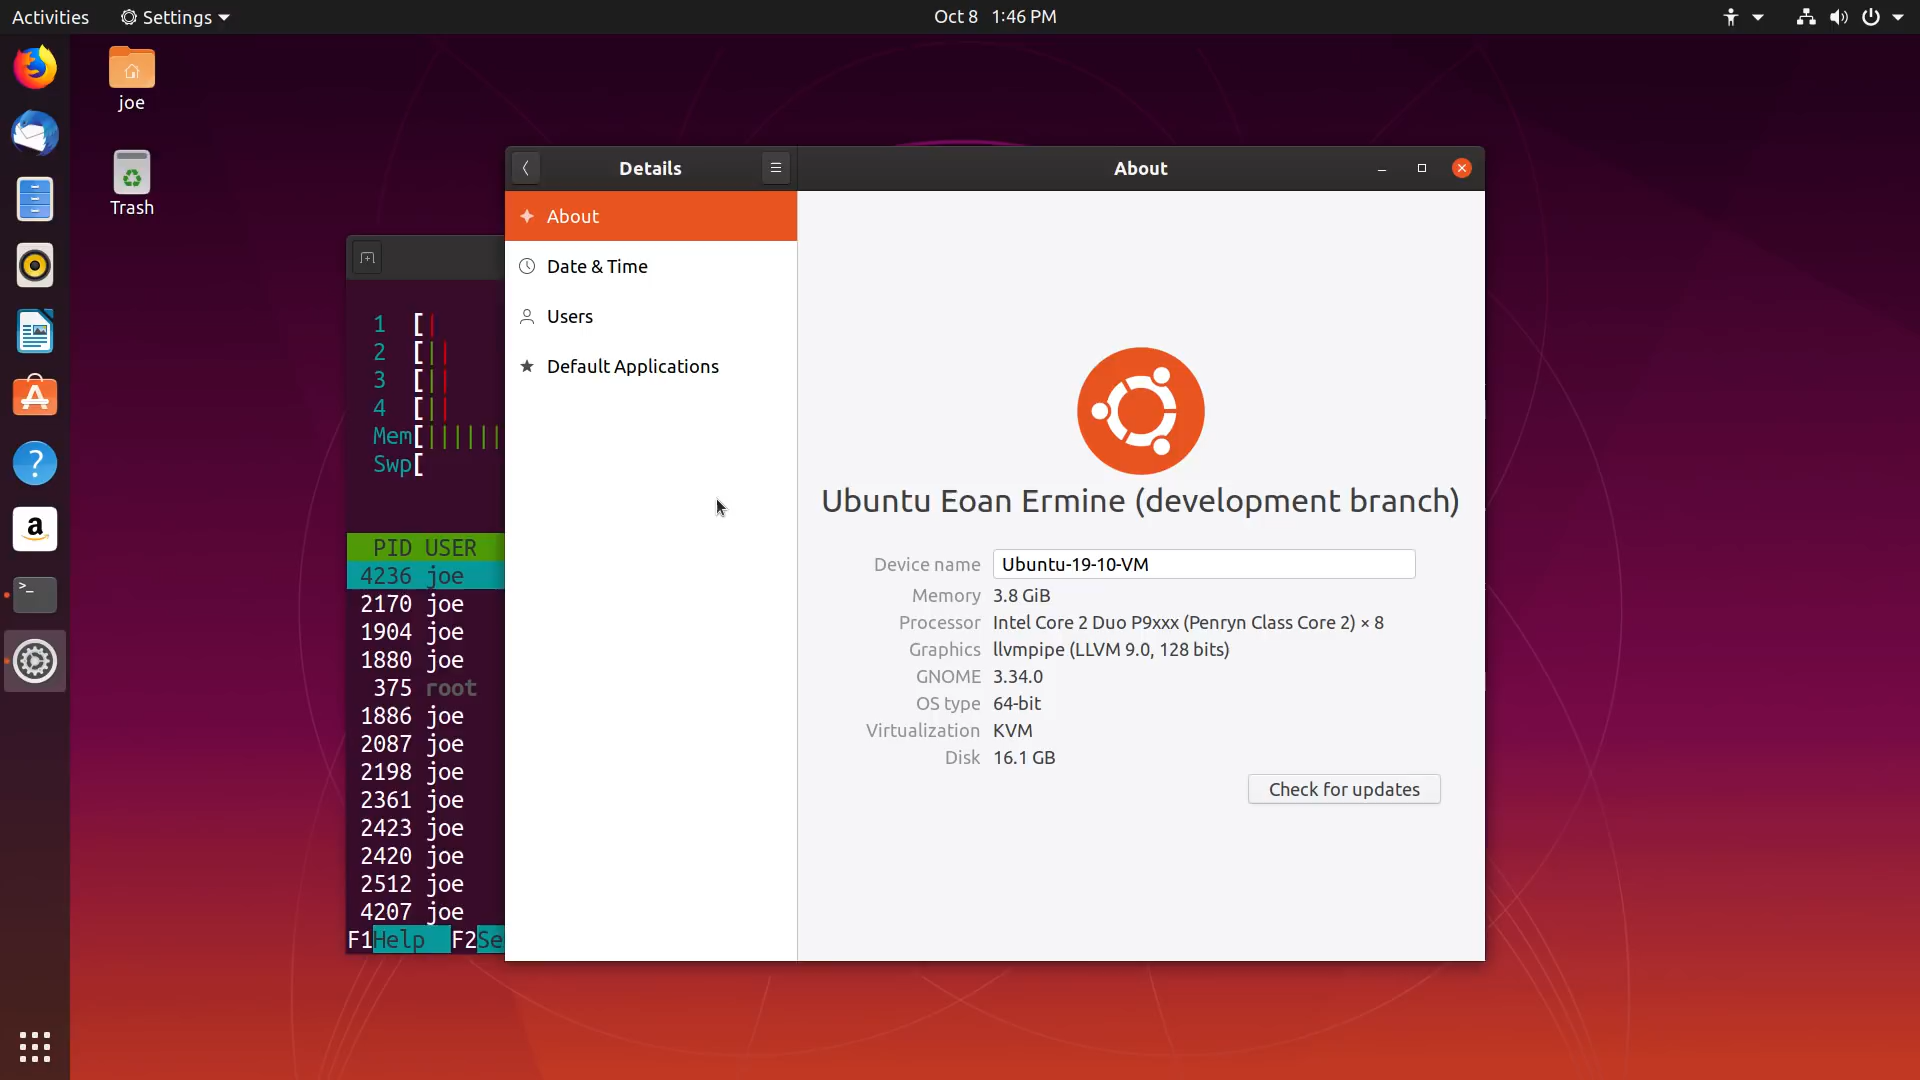 Activities Settings Oct 8 1:46 PM
joe
Trash
Details About
About
Date & Time
Users
Default Applications
1 [|
2 [||
3 [||
4 [||
Mem[||||||
Swp[
PID USER
4236 joe
2170 joe
1904 joe
1880 joe
375 root
1886 joe
2087 joe
2198 joe
2361 joe
2423 joe
2420 joe
2512 joe
4207 joe
F1Help F2Se
Ubuntu Eoan Ermine (development branch)
Device name Ubuntu-19-10-VM
Memory 3.8 GiB
Processor Intel Core 2 Duo P9xxx (Penryn Class Core 2) × 8
Graphics llvmpipe (LLVM 9.0, 128 bits)
GNOME 3.34.0
OS type 64-bit
Virtualization KVM
Disk 16.1 GB
Check for updates